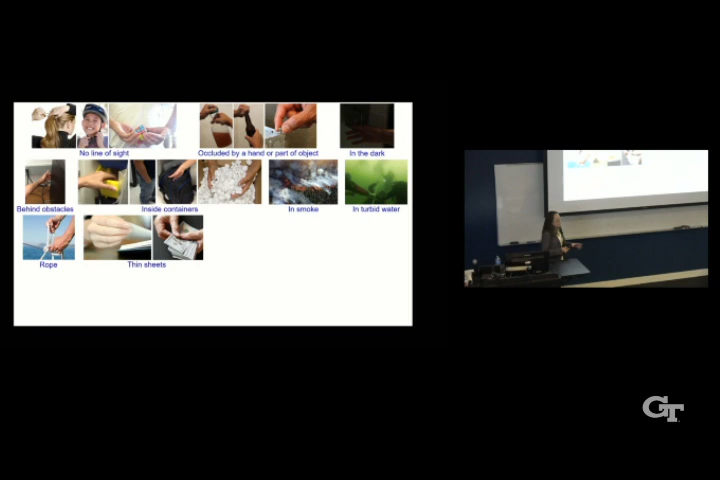 No line of sight
Occluded by a hand or part of object
In the dark
Behind obstacles
Inside containers
In smoke
In turbid water
Rope
Thin sheets
GT